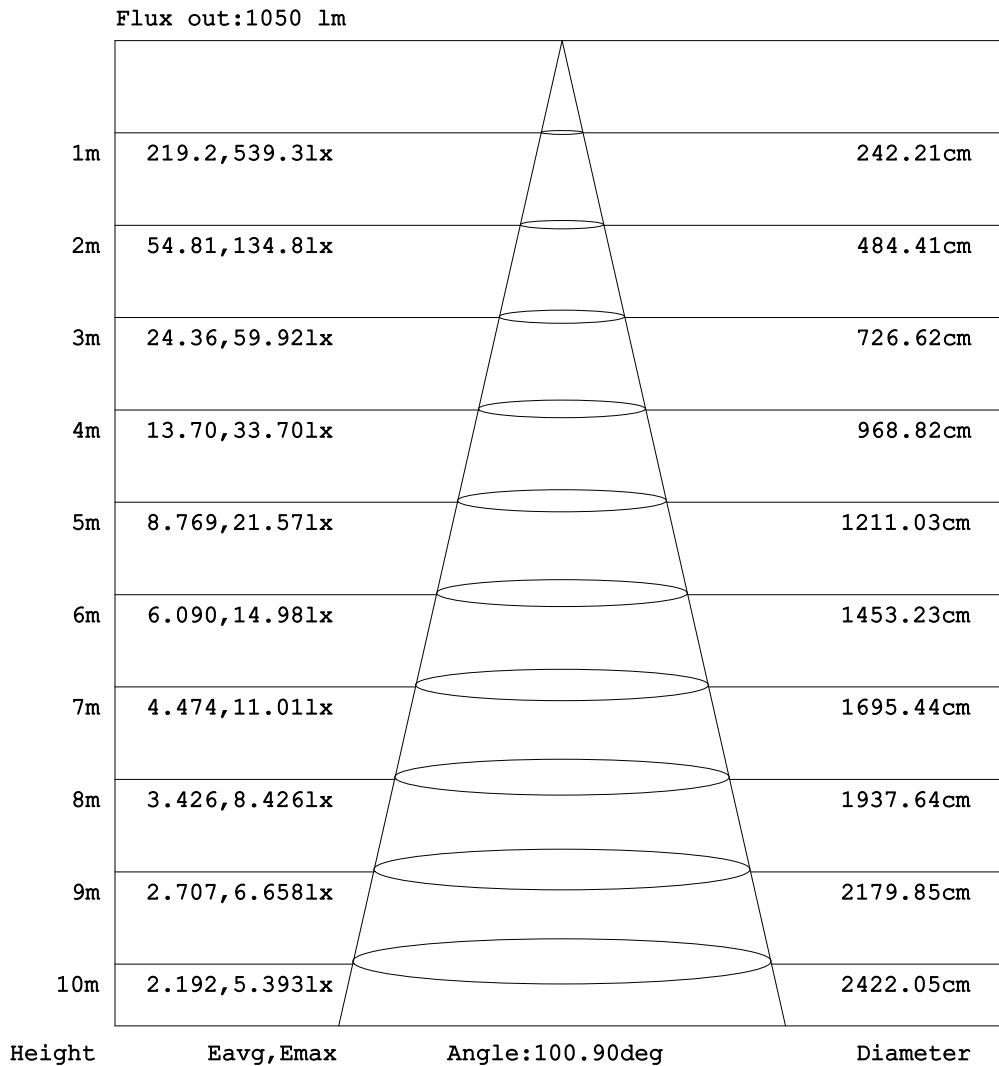 Flux out:1050 lm
1m 219.2,539.3lx 242.21cm
2m 54.81,134.8lx 484.41cm
3m 24.36,59.92lx 726.62cm
4m 13.70,33.70lx 968.82cm
5m 8.769,21.57lx 1211.03cm
6m 6.090,14.98lx 1453.23cm
7m 4.474,11.01lx 1695.44cm
8m 3.426,8.426lx 1937.64cm
9m 2.707,6.658lx 2179.85cm
10m 2.192,5.393lx 2422.05cm
Height Eavg,Emax Angle:100.90deg Diameter